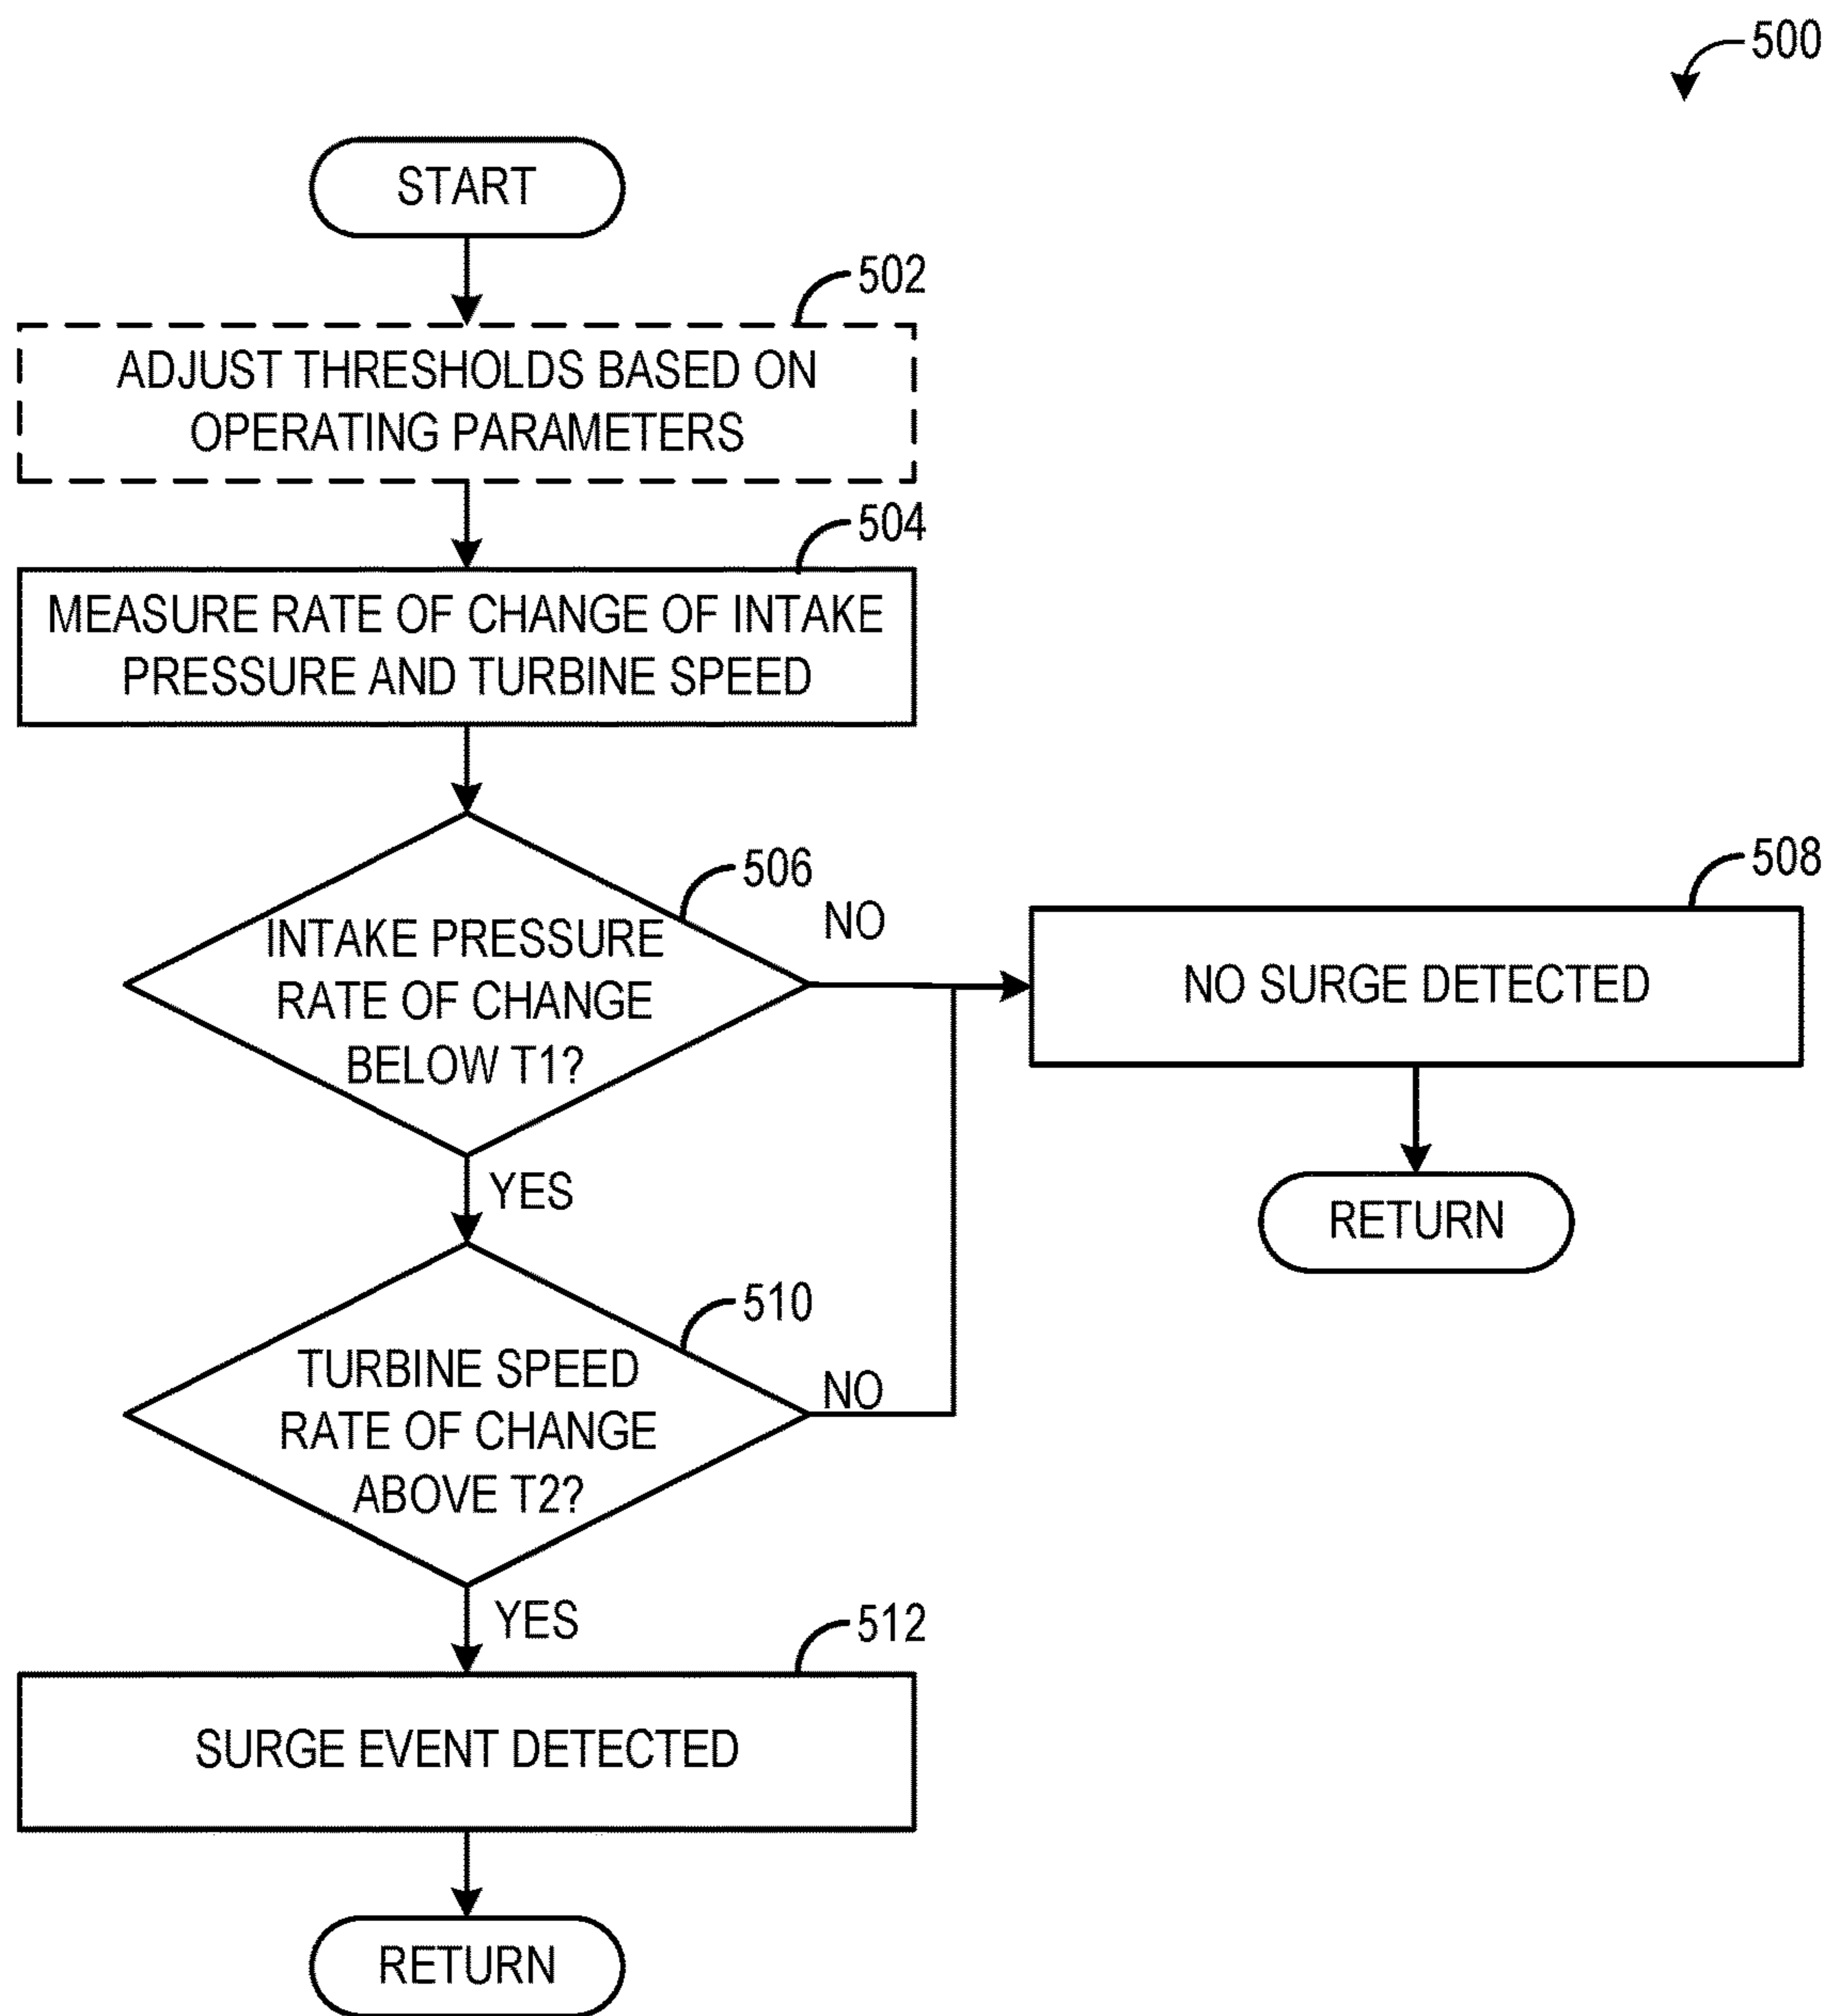 500
START
502
ADJUST THRESHOLDS BASED ON
OPERATING PARAMETERS
504
MEASURE RATE OF CHANGE OF INTAKE
PRESSURE AND TURBINE SPEED
506
INTAKE PRESSURE
RATE OF CHANGE
BELOW T1?
NO
508
NO SURGE DETECTED
RETURN
YES
510
TURBINE SPEED
RATE OF CHANGE
ABOVE T2?
NO
YES
512
SURGE EVENT DETECTED
RETURN